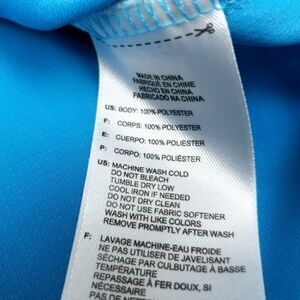 MADE IN CHINA
FABRIQUÉ EN CHINE
HECHO EN CHINA
FABRICADO NA CHINA
US: BODY: 100% POLYESTER
F: CORPS: 100% POLYESTER
E: CUERPO: 100% POLIÉSTER
P: CORPO: 100% POLIÉSTER
US: MACHINE WASH COLD
DO NOT BLEACH
TUMBLE DRY LOW
COOL IRON IF NEEDED
DO NOT DRY CLEAN
DO NOT USE FABRIC SOFTENER
WASH WITH LIKE COLORS
REMOVE PROMPTLY AFTER WASH
F: LAVAGE MACHINE-EAU FROIDE
NE PAS UTILISER DE JAVELISANT
SÉCHAGE PAR CULBUTAGE À BASSE
TEMPÉRATURE
REPASSAGE À FER DOUX, SI
NÉCESSAIRE